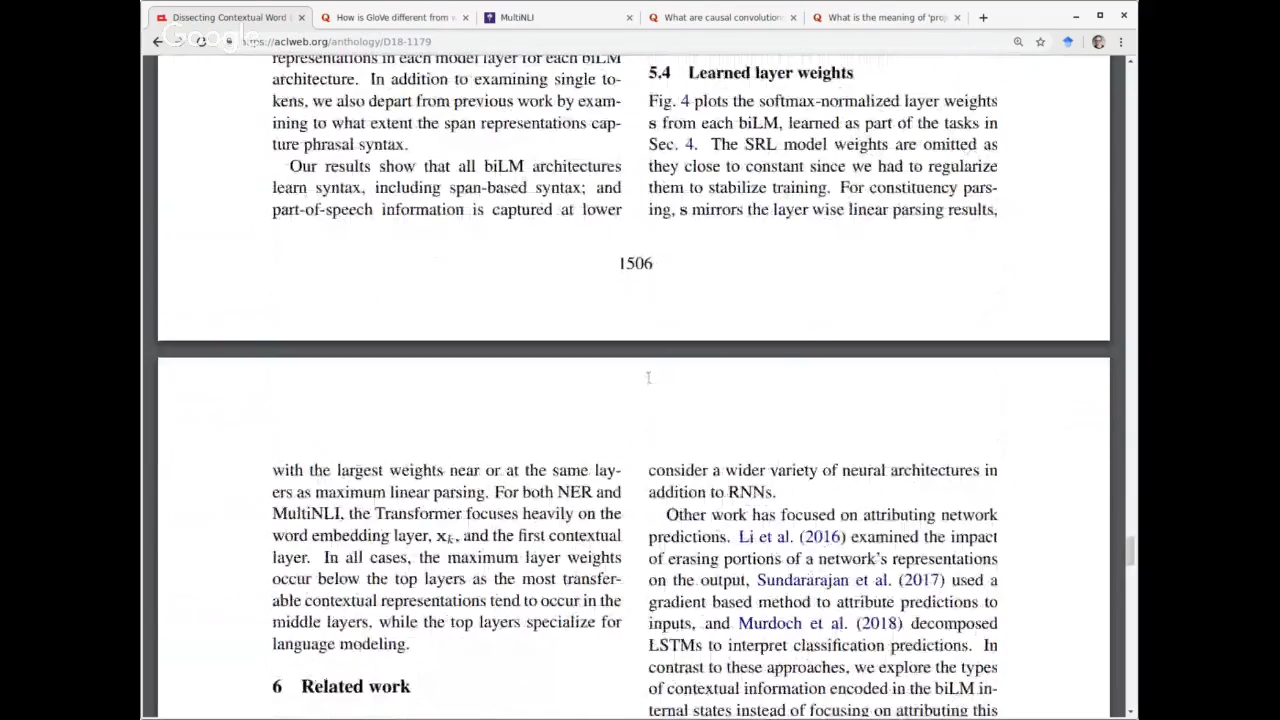 Dissecting Contextual Word
How is GloVe different from
MultiNLI
What are causal convolution
What is the meaning of 'pro
Google
https://aclweb.org/anthology/D18-1179
representations in each model layer for each biLM
architecture. In addition to examining single to-
kens, we also depart from previous work by exam-
ining to what extent the span representations cap-
ture phrasal syntax.
Our results show that all biLM architectures
learn syntax, including span-based syntax; and
part-of-speech information is captured at lower
5.4 Learned layer weights
Fig. 4 plots the softmax-normalized layer weights
s from each biLM, learned as part of the tasks in
Sec. 4. The SRL model weights are omitted as
they close to constant since we had to regularize
them to stabilize training. For constituency pars-
ing, s mirrors the layer wise linear parsing results,
1506
with the largest weights near or at the same lay-
ers as maximum linear parsing. For both NER and
MultiNLI, the Transformer focuses heavily on the
word embedding layer, xk, and the first contextual
layer. In all cases, the maximum layer weights
occur below the top layers as the most transfer-
able contextual representations tend to occur in the
middle layers, while the top layers specialize for
language modeling.
6 Related work
consider a wider variety of neural architectures in
addition to RNNs.
Other work has focused on attributing network
predictions. Li et al. (2016) examined the impact
of erasing portions of a network's representations
on the output, Sundararajan et al. (2017) used a
gradient based method to attribute predictions to
inputs, and Murdoch et al. (2018) decomposed
LSTMs to interpret classification predictions. In
contrast to these approaches, we explore the types
of contextual information encoded in the biLM in-
ternal states instead of focusing on attributing this